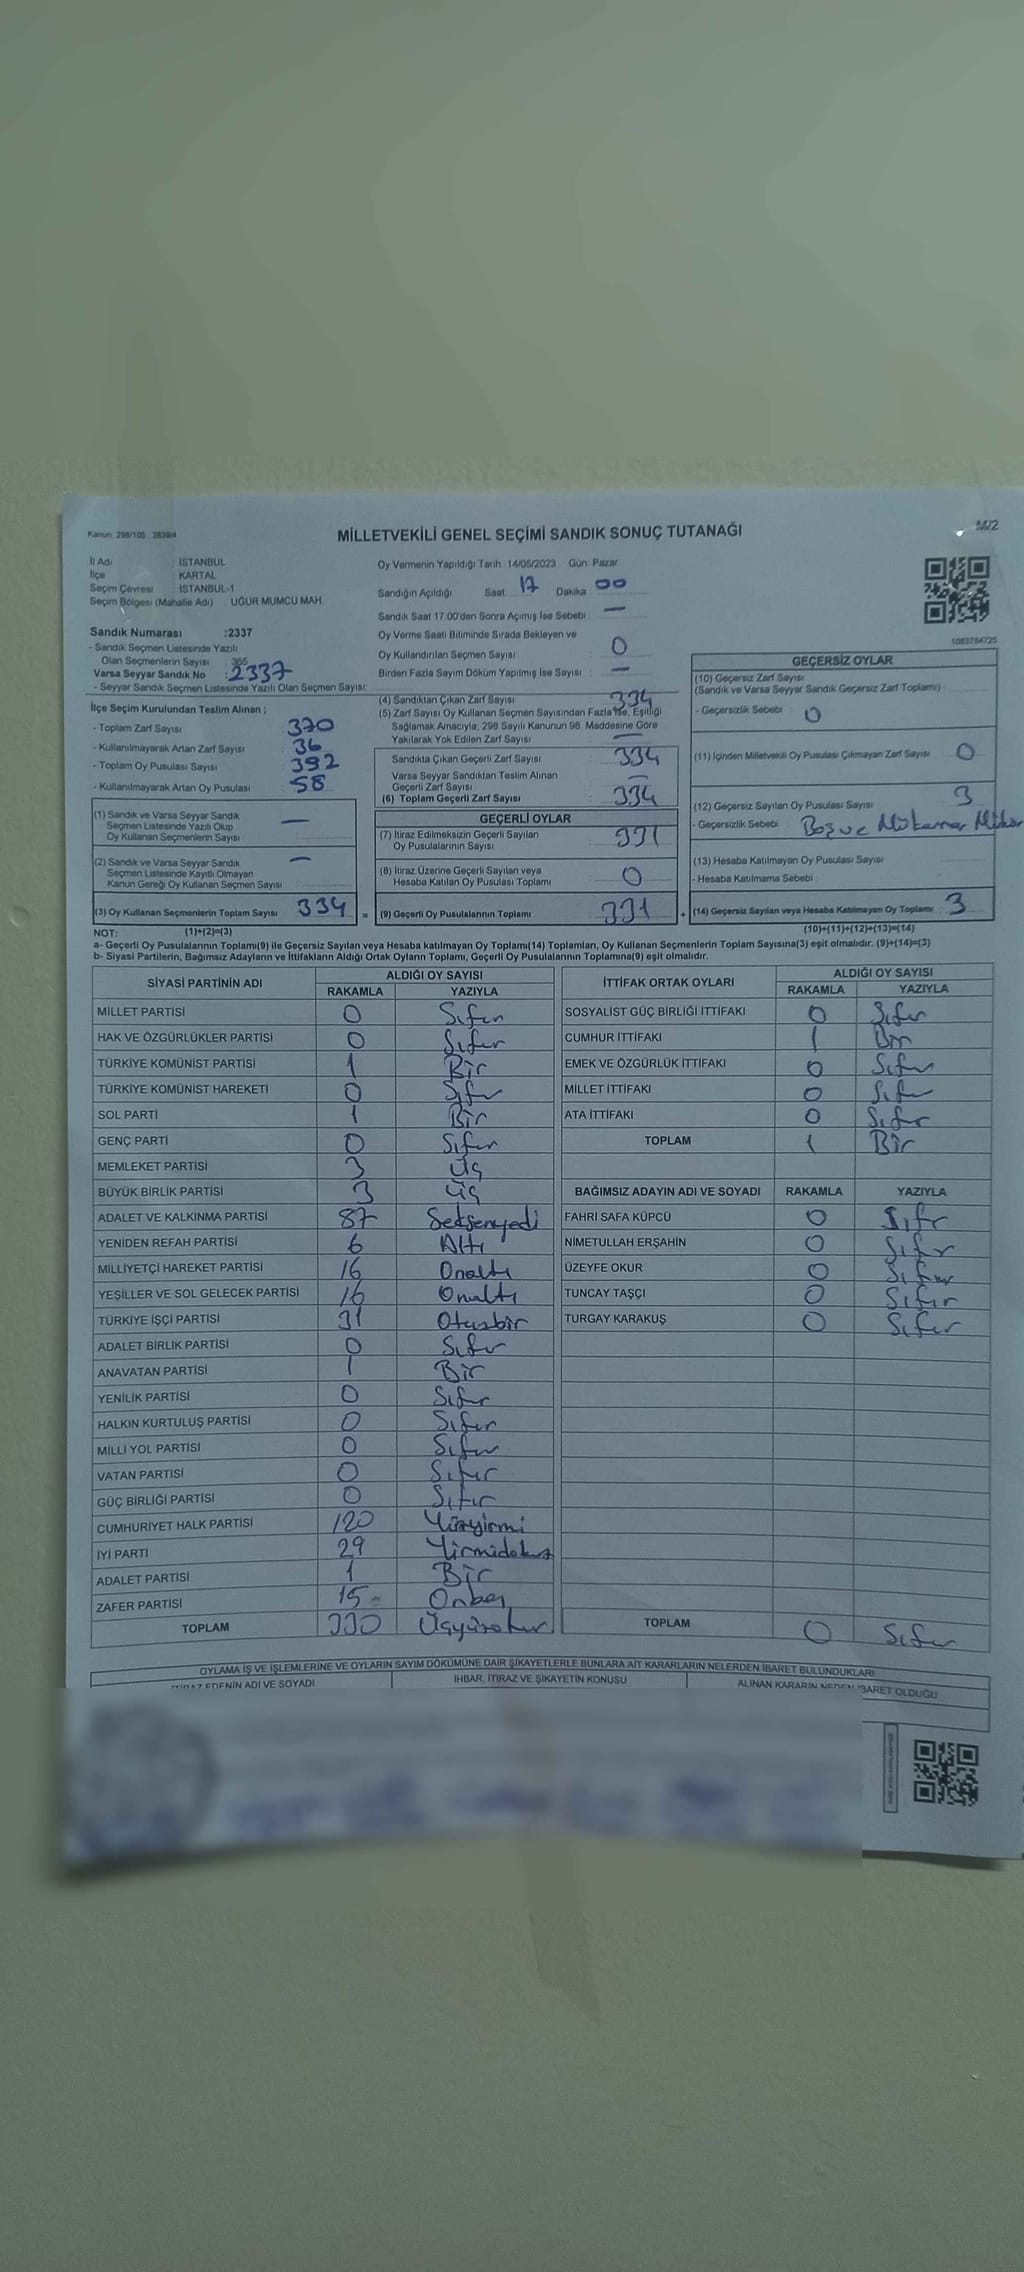 Kanun: 298/105 , 2839/4
MİLLETVEKİLİ GENEL SEÇİMİ SANDIK SONUÇ TUTANAĞI
M/2
İl Adı : İSTANBUL
İlçe : KARTAL
Seçim Çevresi : İSTANBUL-1
Seçim Bölgesi (Mahalle Adı) : UĞUR MUMCU MAH.
Sandık Numarası :2337
- Sandık Seçmen Listesinde Yazılı
Olan Seçmenlerin Sayısı : 365
Varsa Seyyar Sandık No : 2337
- Seyyar Sandık Seçmen Listesinde Yazılı Olan Seçmen Sayısı:
İlçe Seçim Kurulundan Teslim Alınan ;
- Toplam Zarf Sayısı : 370
- Kullanılmayarak Artan Zarf Sayısı : 36
- Toplam Oy Pusulası Sayısı : 392
- Kullanılmayarak Artan Oy Pusulası : 58
(1) Sandık ve Varsa Seyyar Sandık
Seçmen Listesinde Yazılı Olup
Oy Kullanan Seçmenlerin Sayısı : —
(2) Sandık ve Varsa Seyyar Sandık
Seçmen Listesinde Kayıtlı Olmayan
Kanun Gereği Oy Kullanan Seçmen Sayısı : —
(3) Oy Kullanan Seçmenlerin Toplam Sayısı : 334 =
Oy Vermenin Yapıldığı Tarih: 14/05/2023 Gün: Pazar
Sandığın Açıldığı Saat: 17 Dakika : 00
Sandık Saat 17:00'den Sonra Açılmış İse Sebebi : —
Oy Verme Saati Bitiminde Sırada Bekleyen ve
Oy Kullandırılan Seçmen Sayısı : 0
Birden Fazla Sayım Döküm Yapılmış İse Sayısı : —
(4) Sandıktan Çıkan Zarf Sayısı : 334
(5) Zarf Sayısı Oy Kullanan Seçmen Sayısından Fazla İse, Eşitliği
Sağlamak Amacıyla, 298 Sayılı Kanunun 98. Maddesine Göre
Yakılarak Yok Edilen Zarf Sayısı : —
Sandıkta Çıkan Geçerli Zarf Sayısı : 334
Varsa Seyyar Sandıktan Teslim Alınan
Geçerli Zarf Sayısı : —
(6) Toplam Geçerli Zarf Sayısı : 334
GEÇERLİ OYLAR
(7) İtiraz Edilmeksizin Geçerli Sayılan
Oy Pusulalarının Sayısı : 331
(8) İtiraz Üzerine Geçerli Sayılan veya
Hesaba Katılan Oy Pusulası Toplamı : 0
(9) Geçerli Oy Pusulalarının Toplamı : 331 +
1083784725
GEÇERSİZ OYLAR
(10) Geçersiz Zarf Sayısı
(Sandık ve Varsa Seyyar Sandık Geçersiz Zarf Toplamı)
- Geçersizlik Sebebi : 0
(11) İçinden Milletvekili Oy Pusulası Çıkmayan Zarf Sayısı : 0
(12) Geçersiz Sayılan Oy Pusulası Sayısı : 3
- Geçersizlik Sebebi : Boş ve
(13) Hesaba Katılmayan Oy Pusulası Sayısı :
- Hesaba Katılmama Sebebi :
(14) Geçersiz Sayılan veya Hesaba Katılmayan Oy Toplamı : 3
NOT: (1)+(2)=(3) (10)+(11)+(12)+(13)=(14)
a- Geçerli Oy Pusulalarının Toplamı(9) ile Geçersiz Sayılan veya Hesaba katılmayan Oy Toplamı(14) Toplamları, Oy Kullanan Seçmenlerin Toplam Sayısına(3) eşit olmalıdır. (9)+(14)=(3)
b- Siyasi Partilerin, Bağımsız Adayların ve İttifakların Aldığı Ortak Oyların Toplamı, Geçerli Oy Pusulalarının Toplamına(9) eşit olmalıdır.
SİYASİ PARTİNİN ADI ALDIĞI OY SAYISI
RAKAMLA YAZIYLA
MİLLET PARTİSİ 0 Sıfır
HAK VE ÖZGÜRLÜKLER PARTİSİ 0 Sıfır
TÜRKİYE KOMÜNİST PARTİSİ 1 Bir
TÜRKİYE KOMÜNİST HAREKETİ 0 Sıfır
SOL PARTİ 1 Bir
GENÇ PARTİ 0 Sıfır
MEMLEKET PARTİSİ 3 Üç
BÜYÜK BİRLİK PARTİSİ 3 Üç
ADALET VE KALKINMA PARTİSİ 87 Seksenyedi
YENİDEN REFAH PARTİSİ 6 Altı
MİLLİYETÇİ HAREKET PARTİSİ 16 Onaltı
YEŞİLLER VE SOL GELECEK PARTİSİ 16 Onaltı
TÜRKİYE İŞÇİ PARTİSİ 31 Otuzbir
ADALET BİRLİK PARTİSİ 0 Sıfır
ANAVATAN PARTİSİ 1 Bir
YENİLİK PARTİSİ 0 Sıfır
HALKIN KURTULUŞ PARTİSİ 0 Sıfır
MİLLİ YOL PARTİSİ 0 Sıfır
VATAN PARTİSİ 0 Sıfır
GÜÇ BİRLİĞİ PARTİSİ 0 Sıfır
CUMHURİYET HALK PARTİSİ 120 Yüzyirmi
İYİ PARTİ 29 Yirmidokuz
ADALET PARTİSİ 1 Bir
ZAFER PARTİSİ 15 Onbeş
TOPLAM 330 Üçyüzotuz
İTTİFAK ORTAK OYLARI ALDIĞI OY SAYISI
RAKAMLA YAZIYLA
SOSYALİST GÜÇ BİRLİĞİ İTTİFAKI 0 Sıfır
CUMHUR İTTİFAKI 1 Bir
EMEK VE ÖZGÜRLÜK İTTİFAKI 0 Sıfır
MİLLET İTTİFAKI 0 Sıfır
ATA İTTİFAKI 0 Sıfır
TOPLAM 1 Bir
BAĞIMSIZ ADAYIN ADI VE SOYADI RAKAMLA YAZIYLA
FAHRİ SAFA KÜPCÜ 0 Sıfır
NİMETULLAH ERŞAHİN 0 Sıfır
ÜZEYFE OKUR 0 Sıfır
TUNCAY TAŞÇI 0 Sıfır
TURGAY KARAKUŞ 0 Sıfır
TOPLAM 0 Sıfır
OYLAMA İŞ VE İŞLEMLERİNE VE OYLARIN SAYIM DÖKÜMÜNE DAİR ŞİKAYETLERLE BUNLARA AİT KARARLARIN NELERDEN İBARET BULUNDUKLARI
İTİRAZ EDENİN ADI VE SOYADI İHBAR, İTİRAZ VE ŞİKAYETİN KONUSU ALINAN KARARIN NEDEN İBARET OLDUĞU